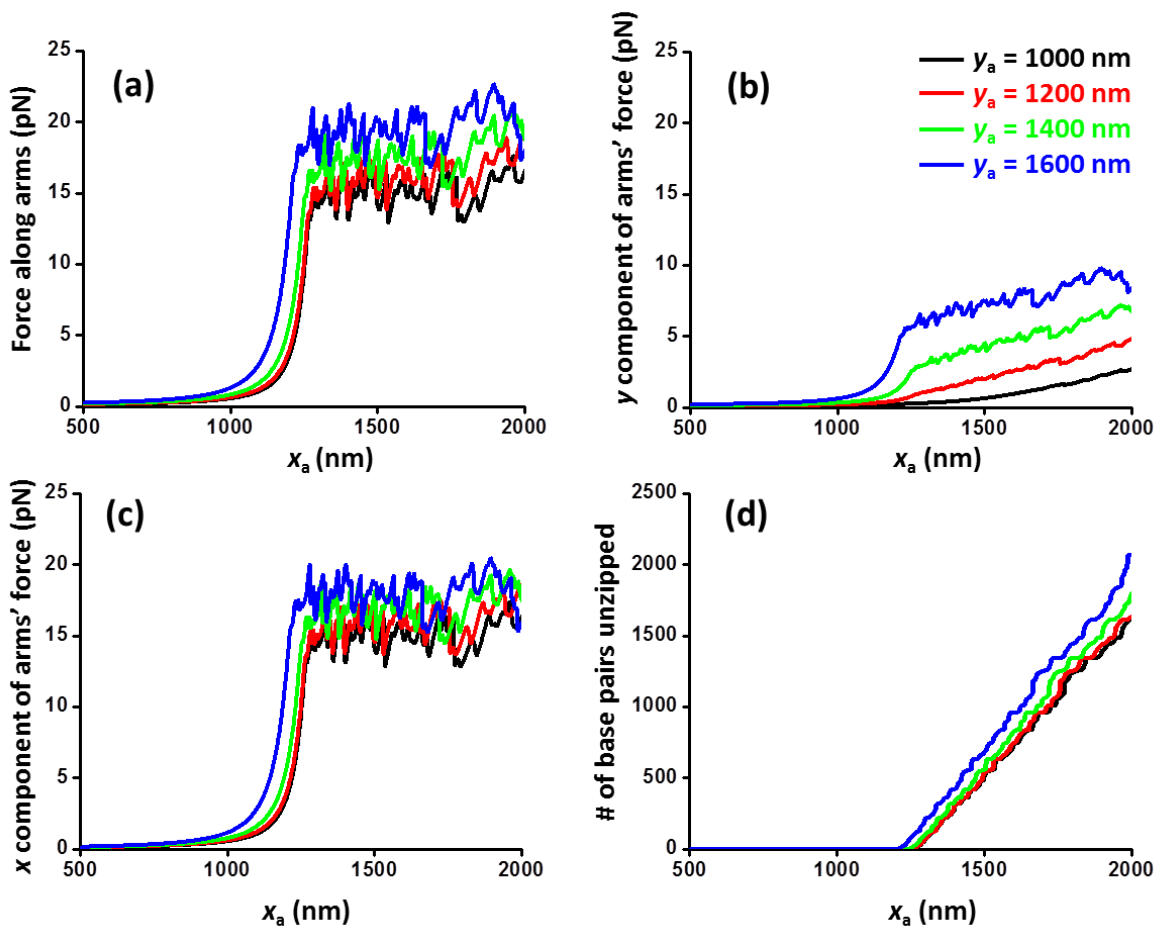 Force along arms (pN)
25
20
15
10
5
0
(a)
500
1000
1500
2000
xa (nm)
y component of arms’ force (pN)
25
20
15
10
5
0
(b)
ya = 1000 nm
ya = 1200 nm
ya = 1400 nm
ya = 1600 nm
500
1000
1500
2000
xa (nm)
x component of arms’ force (pN)
25
20
15
10
5
0
(c)
500
1000
1500
2000
xa (nm)
# of base pairs unzipped
2500
2000
1500
1000
500
0
(d)
500
1000
1500
2000
xa (nm)